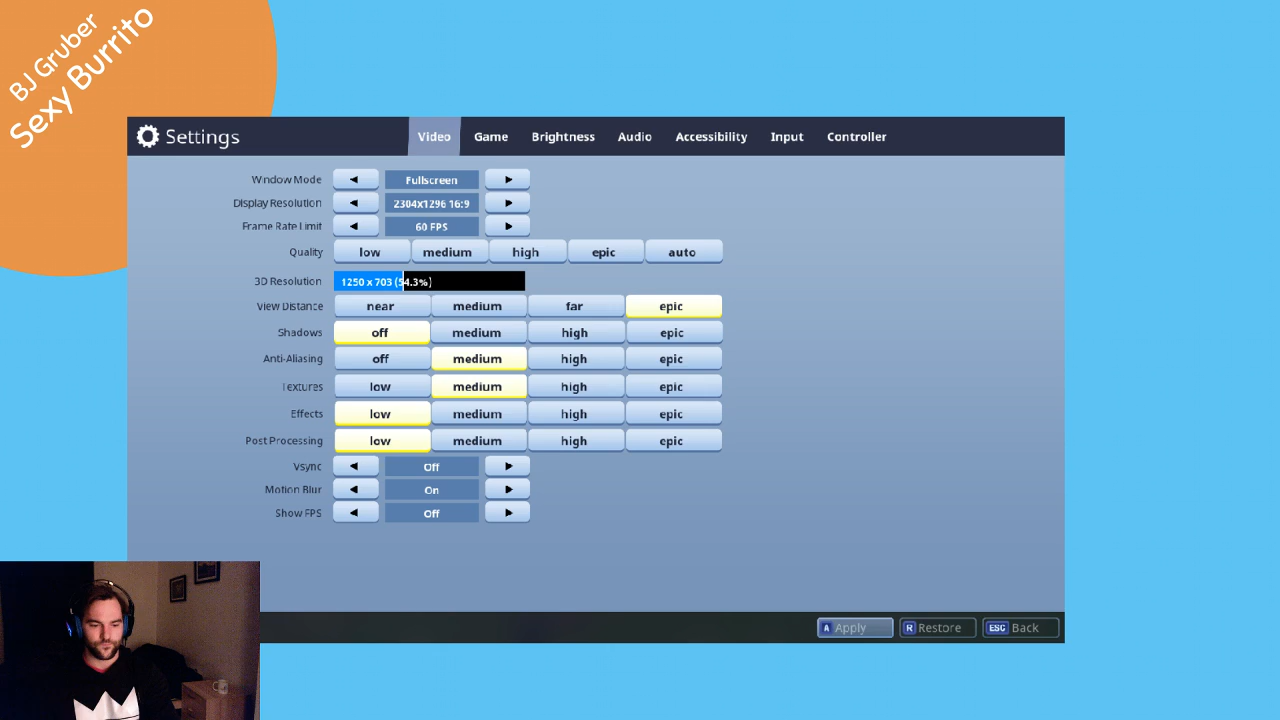 BJ Gruber
Sexy Burrito
Settings Video Game Brightness Audio Accessibility Input Controller
Window Mode Fullscreen
Display Resolution 2304x1296 16:9
Frame Rate Limit 60 FPS
Quality low medium high epic auto
3D Resolution 1250 x 703 (54.3%)
View Distance near medium far epic
Shadows off medium high epic
Anti-Aliasing off medium high epic
Textures low medium high epic
Effects low medium high epic
Post Processing low medium high epic
Vsync Off
Motion Blur On
Show FPS Off
A Apply R Restore ESC Back